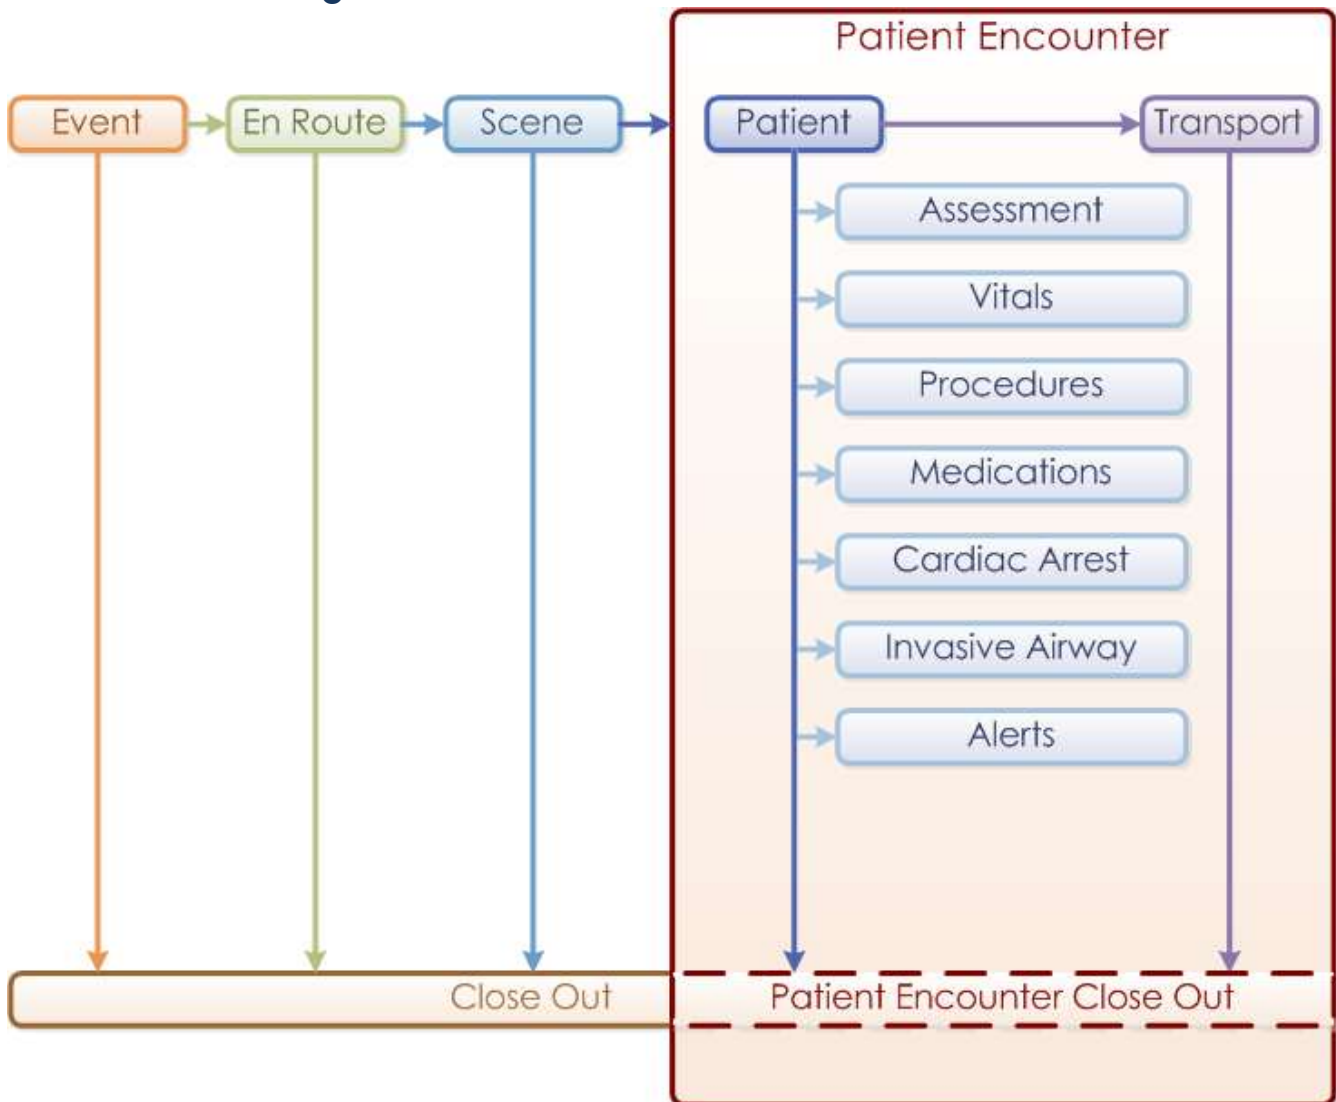 Patient Encounter
Event
En Route
Scene
Patient
Transport
Assessment
Vitals
Procedures
Medications
Cardiac Arrest
Invasive Airway
Alerts
Close Out
Patient Encounter Close Out